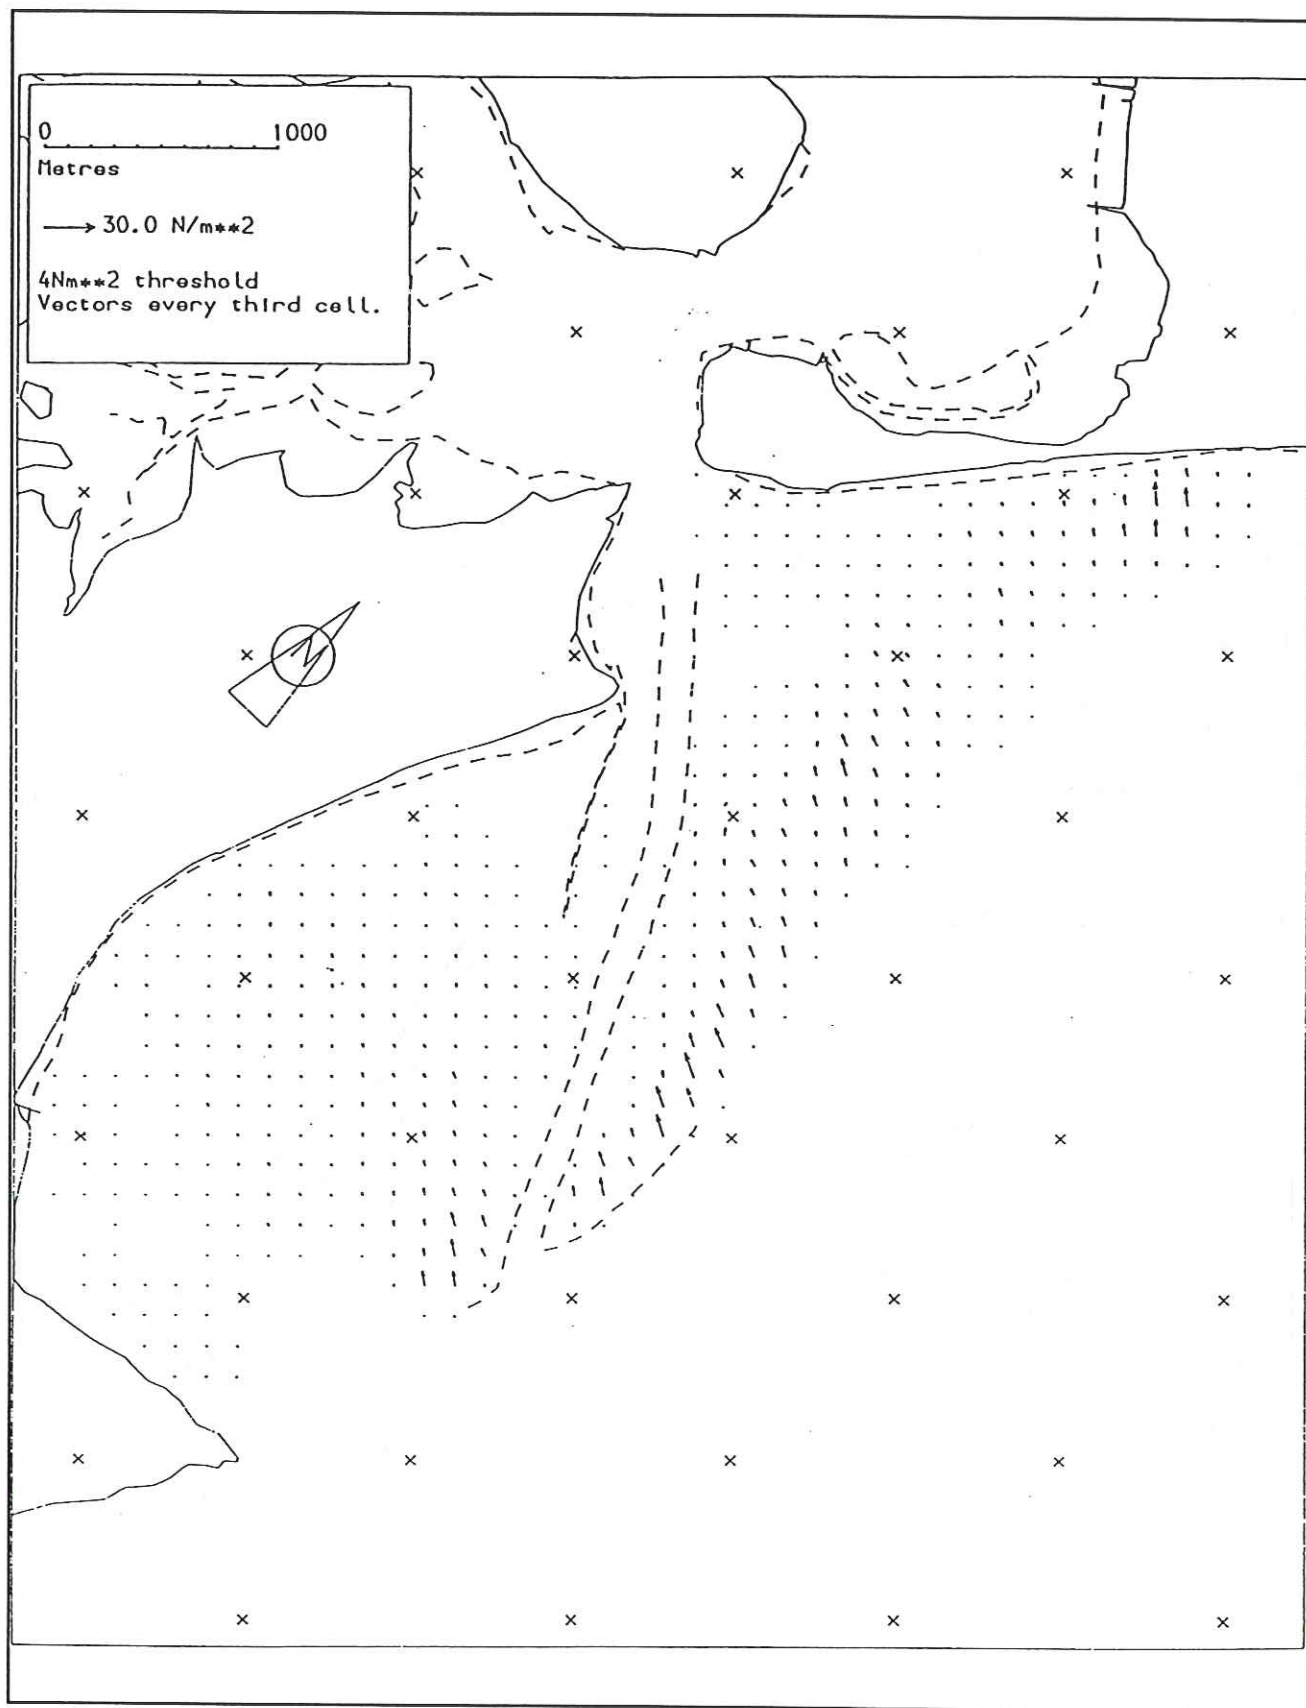 0 1000
Metres
30.0 N/m**2
4Nm**2 threshold
Vectors every third cell.
N